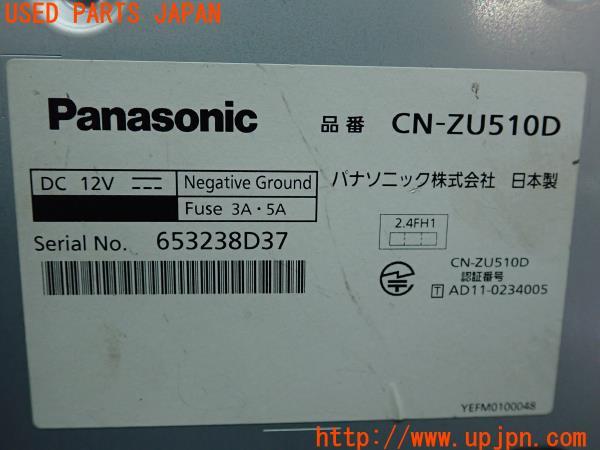 USED PARTS JAPAN
Panasonic 品番 CN-ZU510D
DC 12V Negative Ground
Fuse 3A・5A
パナソニック株式会社 日本製
Serial No. 653238D37
2.4FH1
CN-ZU510D
認証番号
T AD11-0234005
YEFM0100048
http://www.upjpn.com/